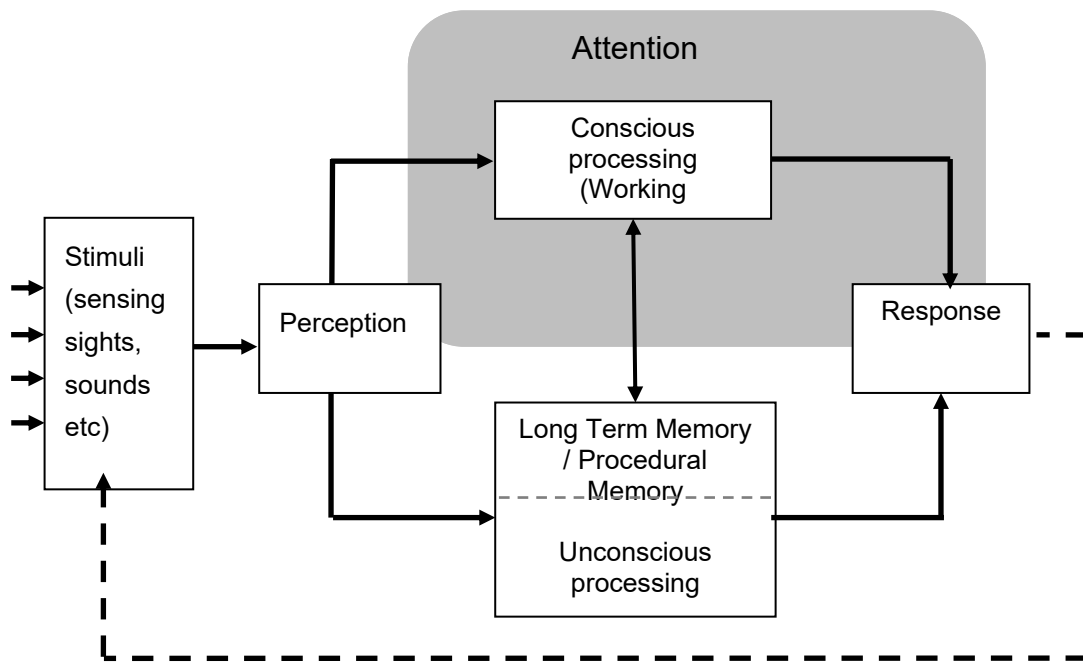 Attention
Conscious
processing
(Working
Stimuli
(sensing
sights,
sounds
etc)
Perception
Response
Long Term Memory
/ Procedural
Memory
Unconscious
processing